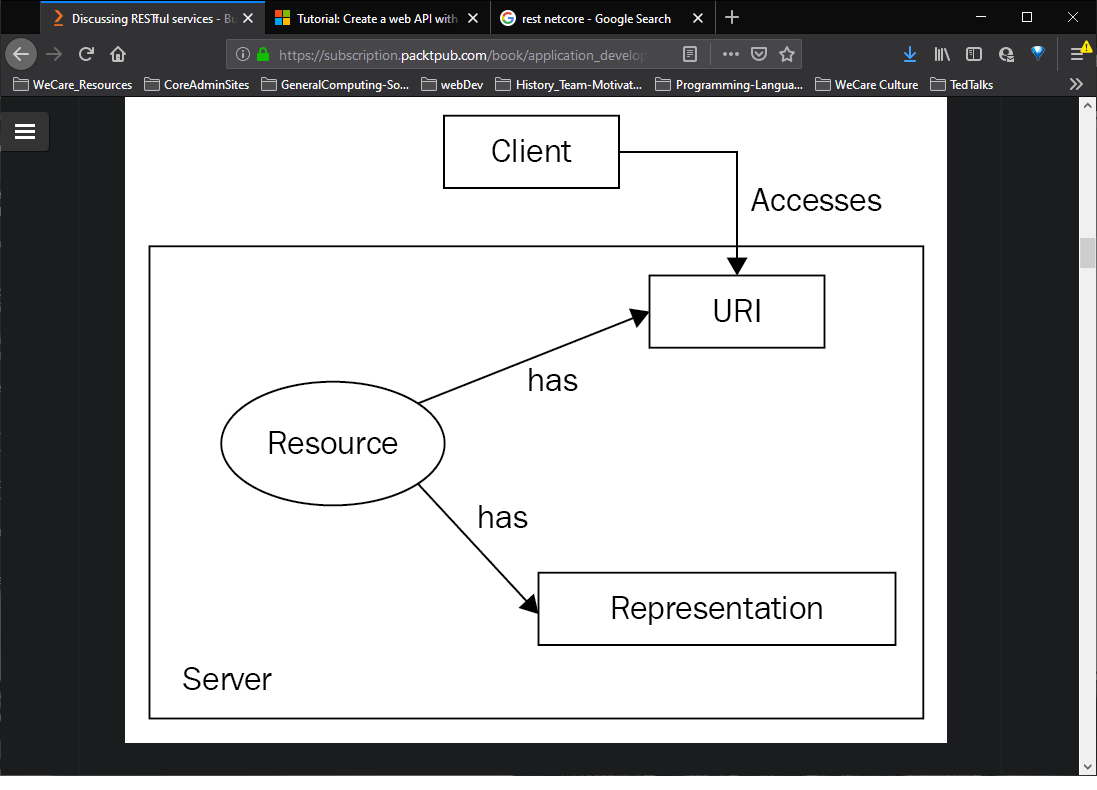 Discussing RESTful services - Bu
Tutorial: Create a web API with
rest netcore - Google Search
https://subscription.packtpub.com/book/application_develop
WeCare_Resources
CoreAdminSites
GeneralComputing-So...
webDev
History_Team-Motivat...
Programming-Langua...
WeCare Culture
TedTalks
Client
Accesses
URI
has
Resource
has
Representation
Server